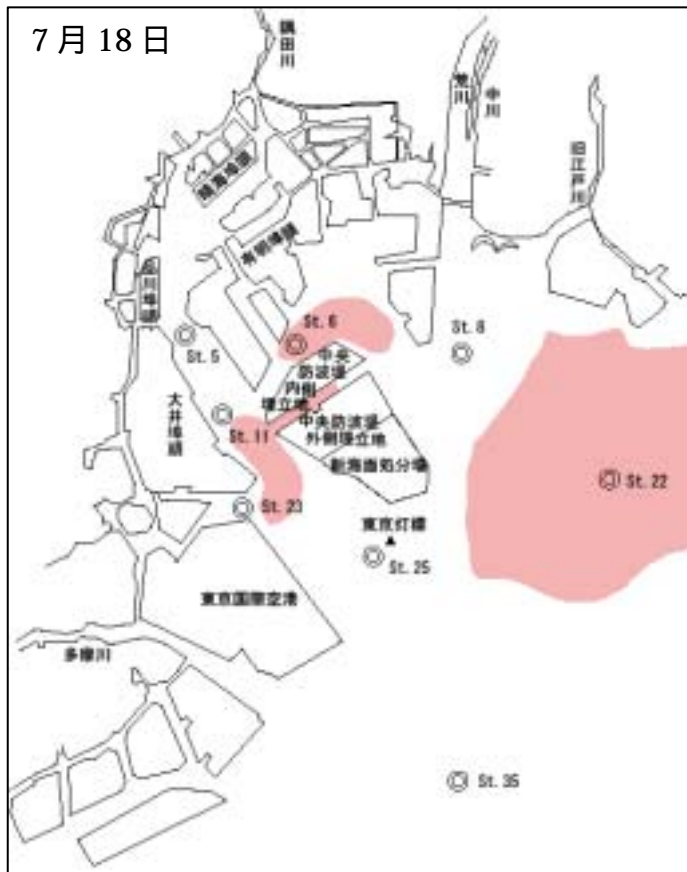 7月18日
隅田川
荒川
中川
旧江戸川
晴海埠頭
有明埠頭
品川埠頭
St. 6
St. 8
St. 5
中央
防波堤
内側
埋立地
大井埠頭
St. 11
中央防波堤
外側埋立地
新海面処分場
St. 22
St. 23
東京灯標
St. 25
東京国際空港
多摩川
St. 35